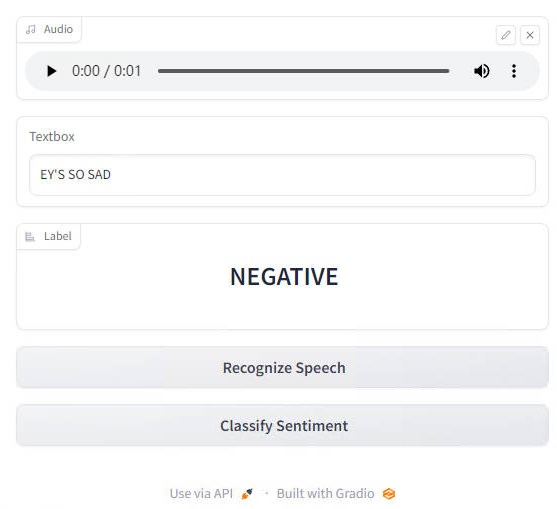 Audio
0:00 / 0:01
Textbox
EY'S SO SAD
Label
NEGATIVE
Recognize Speech
Classify Sentiment
Use via API · Built with Gradio